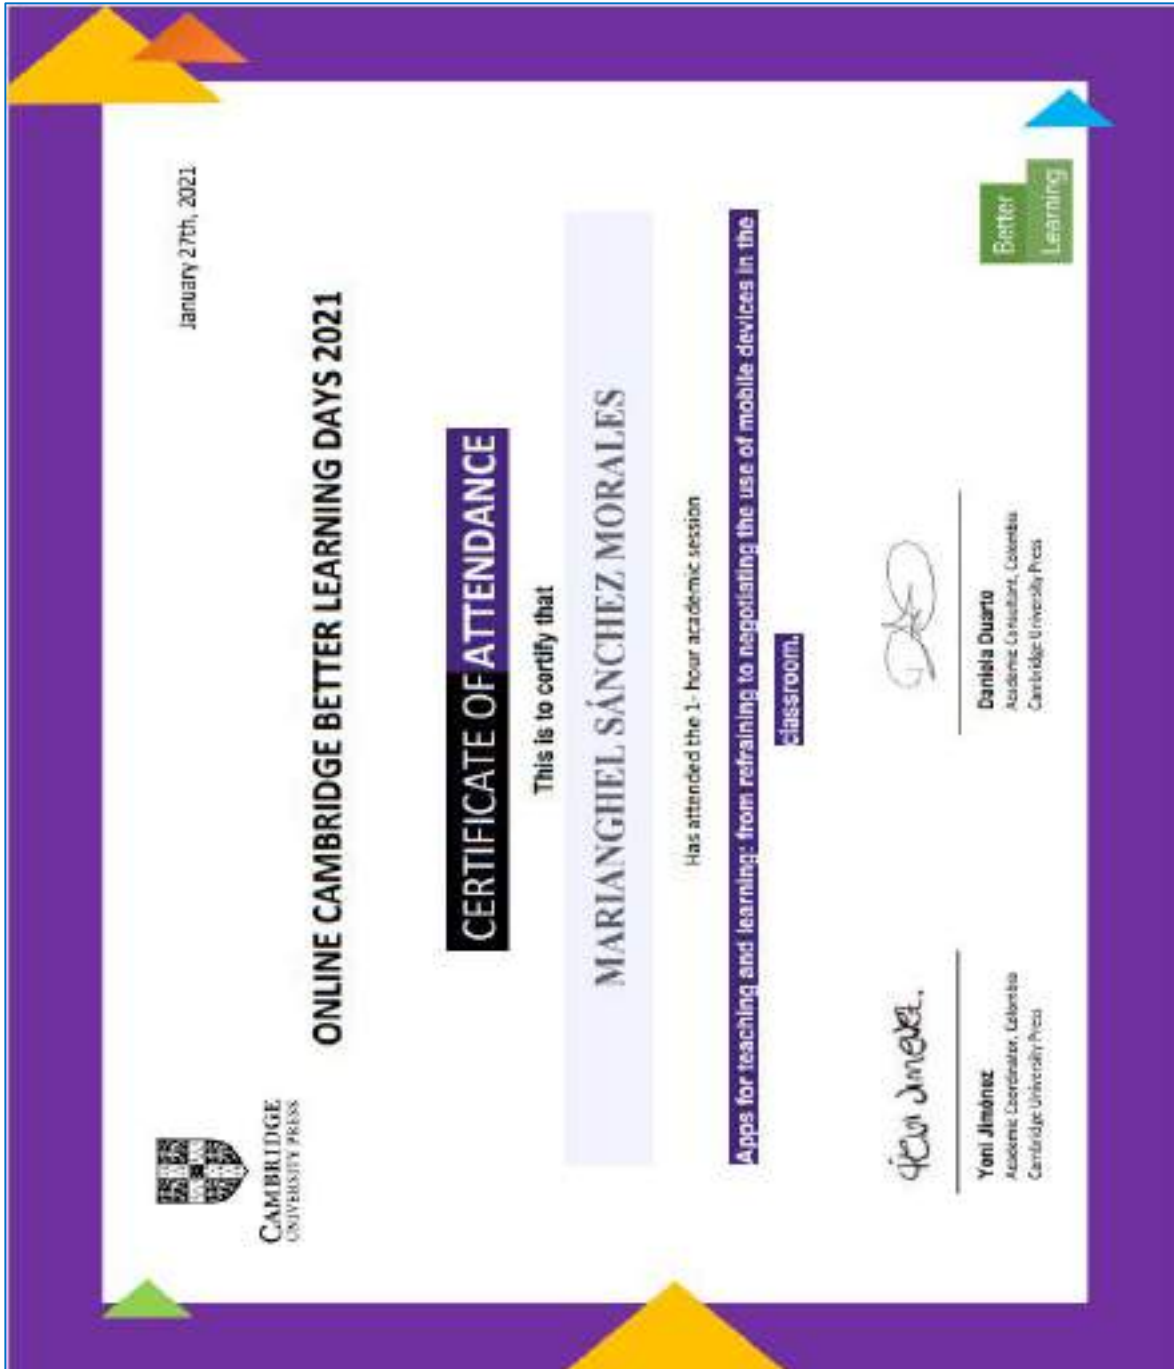 CAMBRIDGE
UNIVERSITY PRESS
January 27th, 2021
ONLINE CAMBRIDGE BETTER LEARNING DAYS 2021
CERTIFICATE OF ATTENDANCE
This is to certify that
MARIANGHEL SÁNCHEZ MORALES
Has attended the 1- hour academic session
Apps for teaching and learning: from refraining to negotiating the use of mobile devices in the
classroom.
Yoni Jiménez.
Yoni Jiménez
Academic Coordinator, Colombia
Cambridge University Press
Daniela Duarte
Academic Consultant, Colombia
Cambridge University Press
Better
Learning